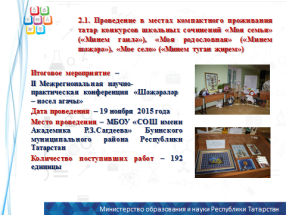 2.1. Проведение в местах компактного проживания
татар конкурсов школьных сочинений «Моя семья»
(«Минем гаилә»), «Моя родословная» («Минем
шәҗәрә»), «Мое село» («Минем туган җирем»)
Итоговое мероприятие –
II Межрегиональная научно-
практическая конференция «Шәҗәрәләр
– нәсел агачы»
Дата проведения – 19 ноября 2015 года
Место проведения – МБОУ «СОШ имени
Академика Р.З.Сагдеева» Буинского
муниципального района Республики
Татарстан
Количество поступивших работ – 192
единицы
Министерство образования и науки Республики Татарстан